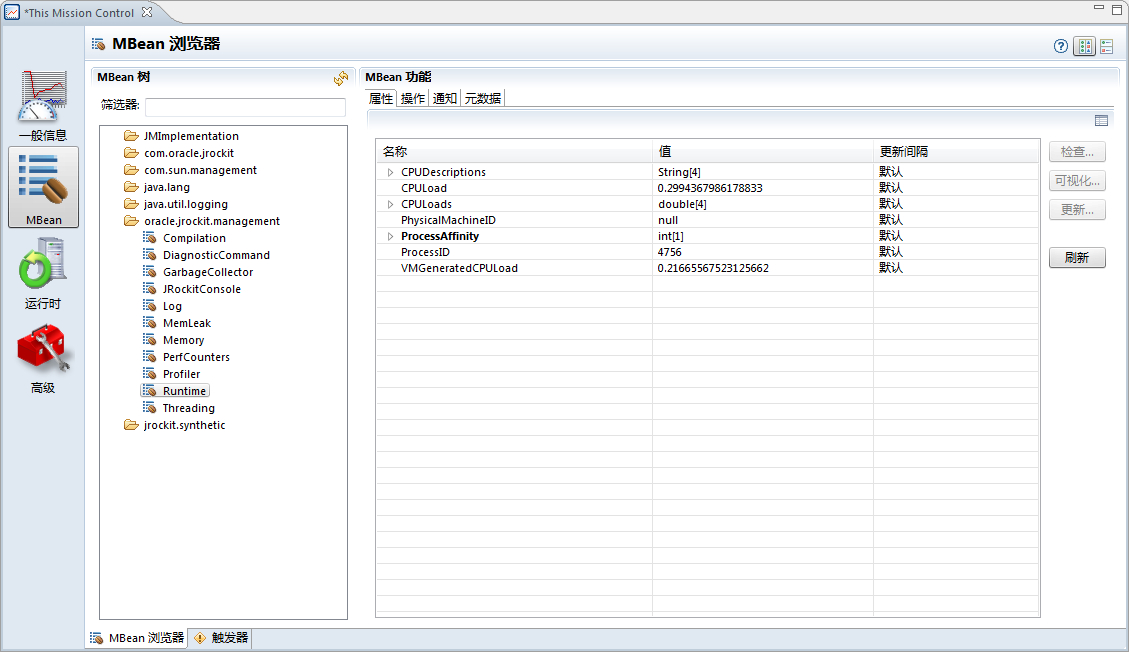 *This Mission Control
MBean 浏览器
一般信息
MBean
运行时
高级
MBean 树
筛选器:
JMImplementation
com.oracle.jrockit
com.sun.management
java.lang
java.util.logging
oracle.jrockit.management
Compilation
DiagnosticCommand
GarbageCollector
JRockitConsole
Log
MemLeak
Memory
PerfCounters
Profiler
Runtime
Threading
jrockit.synthetic
MBean 功能
属性 操作 通知 元数据
名称 值 更新间隔
CPUDescriptions String[4] 默认
CPULoad 0.2994367986178833 默认
CPULoads double[4] 默认
PhysicalMachineID null 默认
ProcessAffinity int[1] 默认
ProcessID 4756 默认
VMGeneratedCPULoad 0.21665567523125662 默认
检查...
可视化...
更新...
刷新
MBean 浏览器 触发器